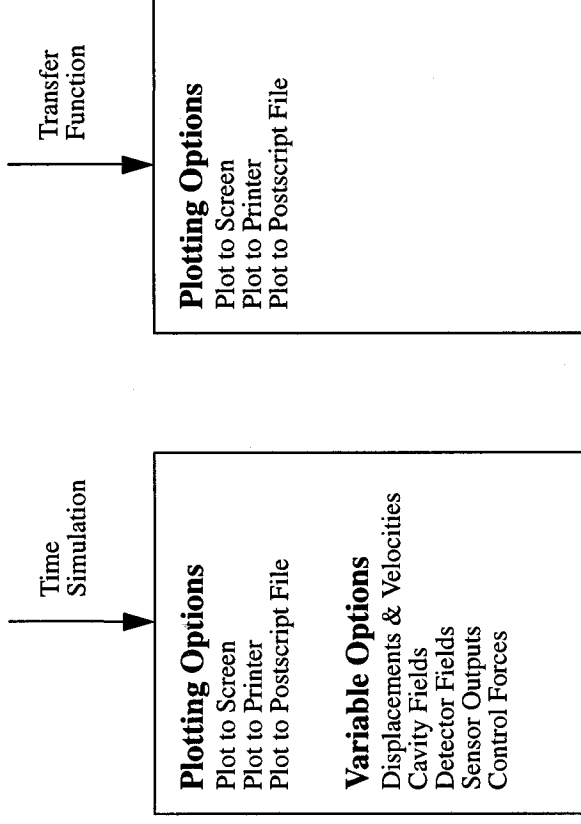 Time
Simulation
Plotting Options
Plot to Screen
Plot to Printer
Plot to Postscript File
Variable Options
Displacements & Velocities
Cavity Fields
Detector Fields
Sensor Outputs
Control Forces
Transfer
Function
Plotting Options
Plot to Screen
Plot to Printer
Plot to Postscript File